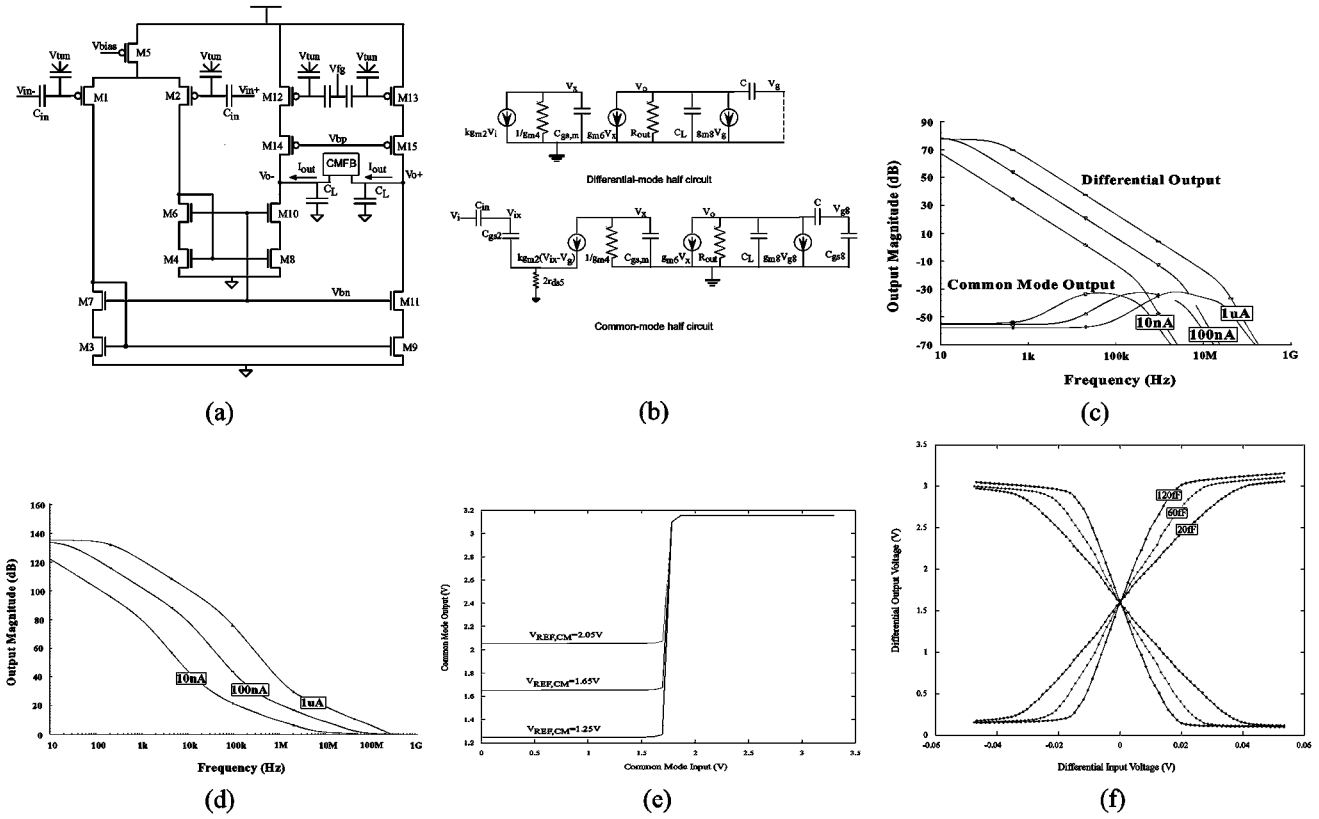 Vbias
M5
Vtun
Vtun
Vtun
Vfg
Vtun
Vin-
Cin
M1
M2
Vin+
Cin
M12
M13
M14
Vbp
M15
Iout
CMFB
Iout
Vo-
CL
CL
Vo+
M6
M10
M4
M8
M7
Vbn
M11
M3
M9
(a)
Vx
Vo
C
Vg
kgm2Vi
1/gm4
Cgs,m
gm6Vx
Rout
CL
gm8Vg
Differential-mode half circuit
Vi
Cin
Vix
Cgs2
Vx
Vo
C
Vg8
kgm2(Vix-Vg)
1/gm4
Cgs,m
gm6Vx
Rout
CL
gm8Vg8
Cgs8
2rds5
Common-mode half circuit
(b)
Output Magnitude (dB)
90
70
50
30
10
-10
-30
-50
-70
Differential Output
Common Mode Output
10nA
100nA
1uA
10
1k
100k
10M
1G
Frequency (Hz)
(c)
Output Magnitude (dB)
160
140
120
100
80
60
40
20
0
10nA
100nA
1uA
10
100
1k
10k
100k
1M
10M
100M
1G
Frequency (Hz)
(d)
Common Mode Output (V)
3.2
3
2.8
2.6
2.4
2.2
2
1.8
1.6
1.4
1.2
VREF,CM=2.05V
VREF,CM=1.65V
VREF,CM=1.25V
0
0.5
1
1.5
2
2.5
3
3.5
Common Mode Input (V)
(e)
Differential Output Voltage (V)
3.5
3
2.5
2
1.5
1
0.5
0
120fF
60fF
20fF
-0.06
-0.04
-0.02
0
0.02
0.04
0.06
Differential Input Voltage (V)
(f)